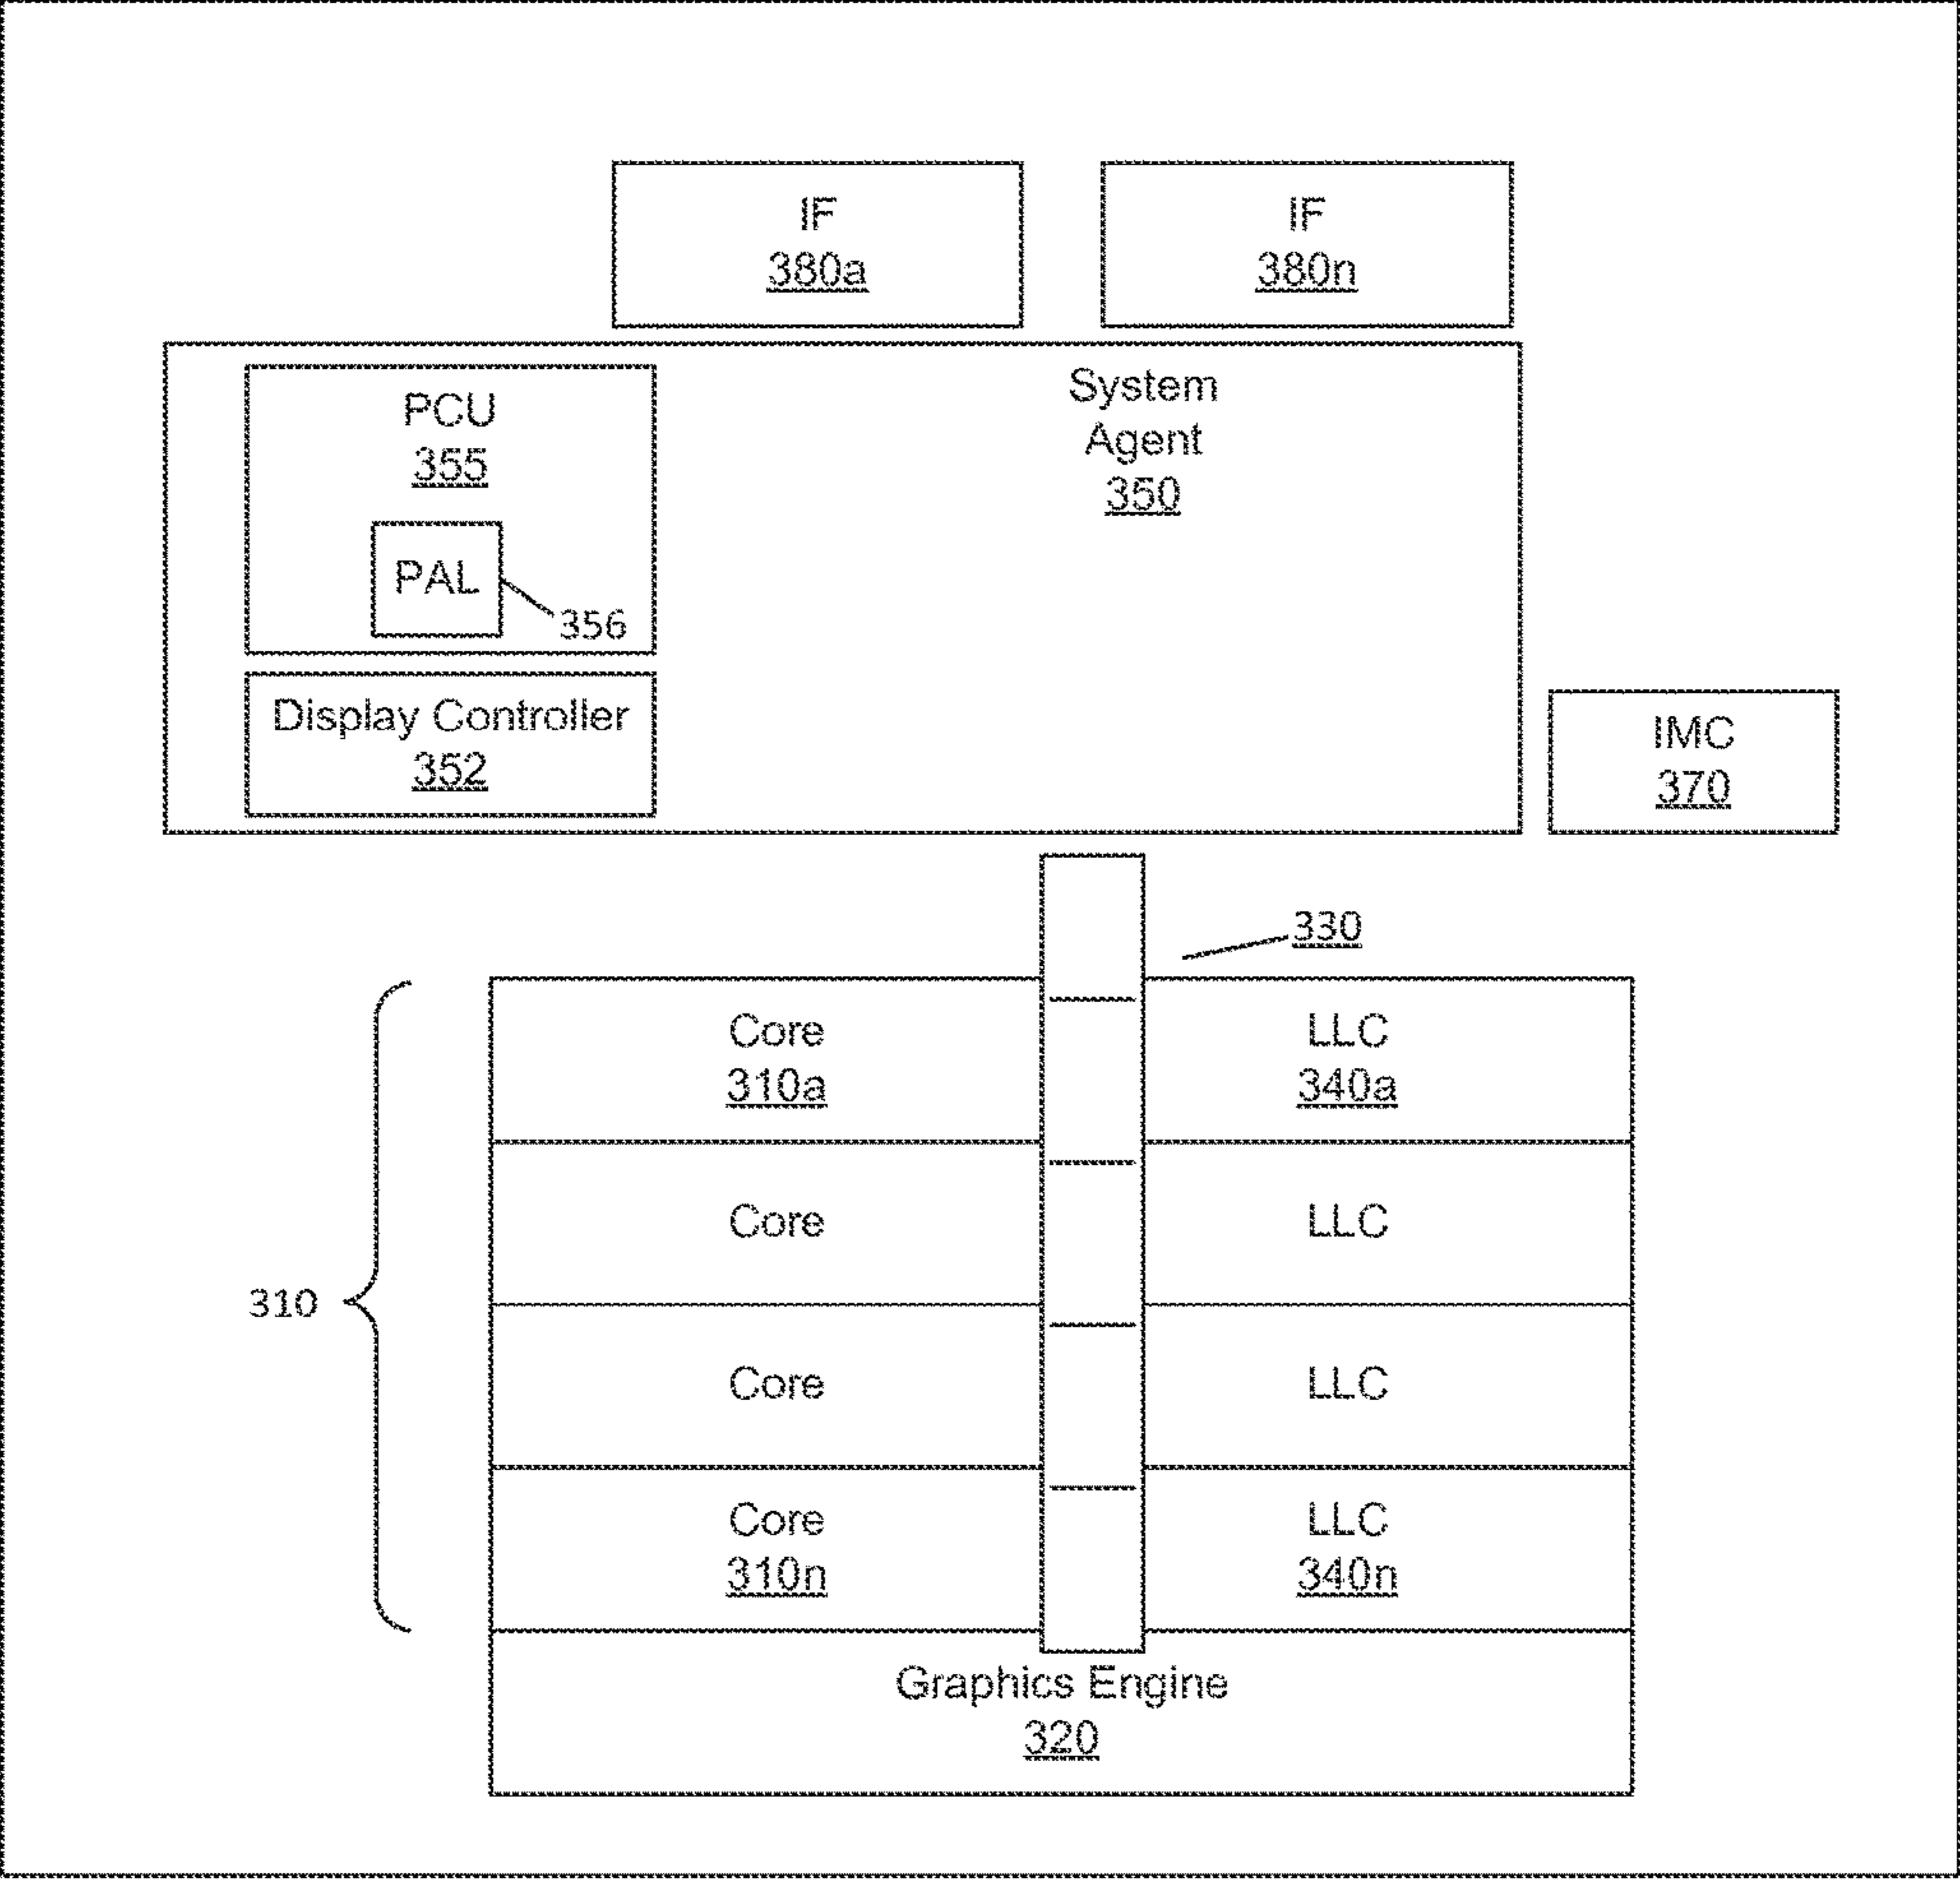 IF
380a
IF
380n
PCU
355
PAL
356
Display Controller
352
System
Agent
350
IMC
370
330
310
Core
310a
LLC
340a
Core
LLC
Core
LLC
Core
310n
LLC
340n
Graphics Engine
320